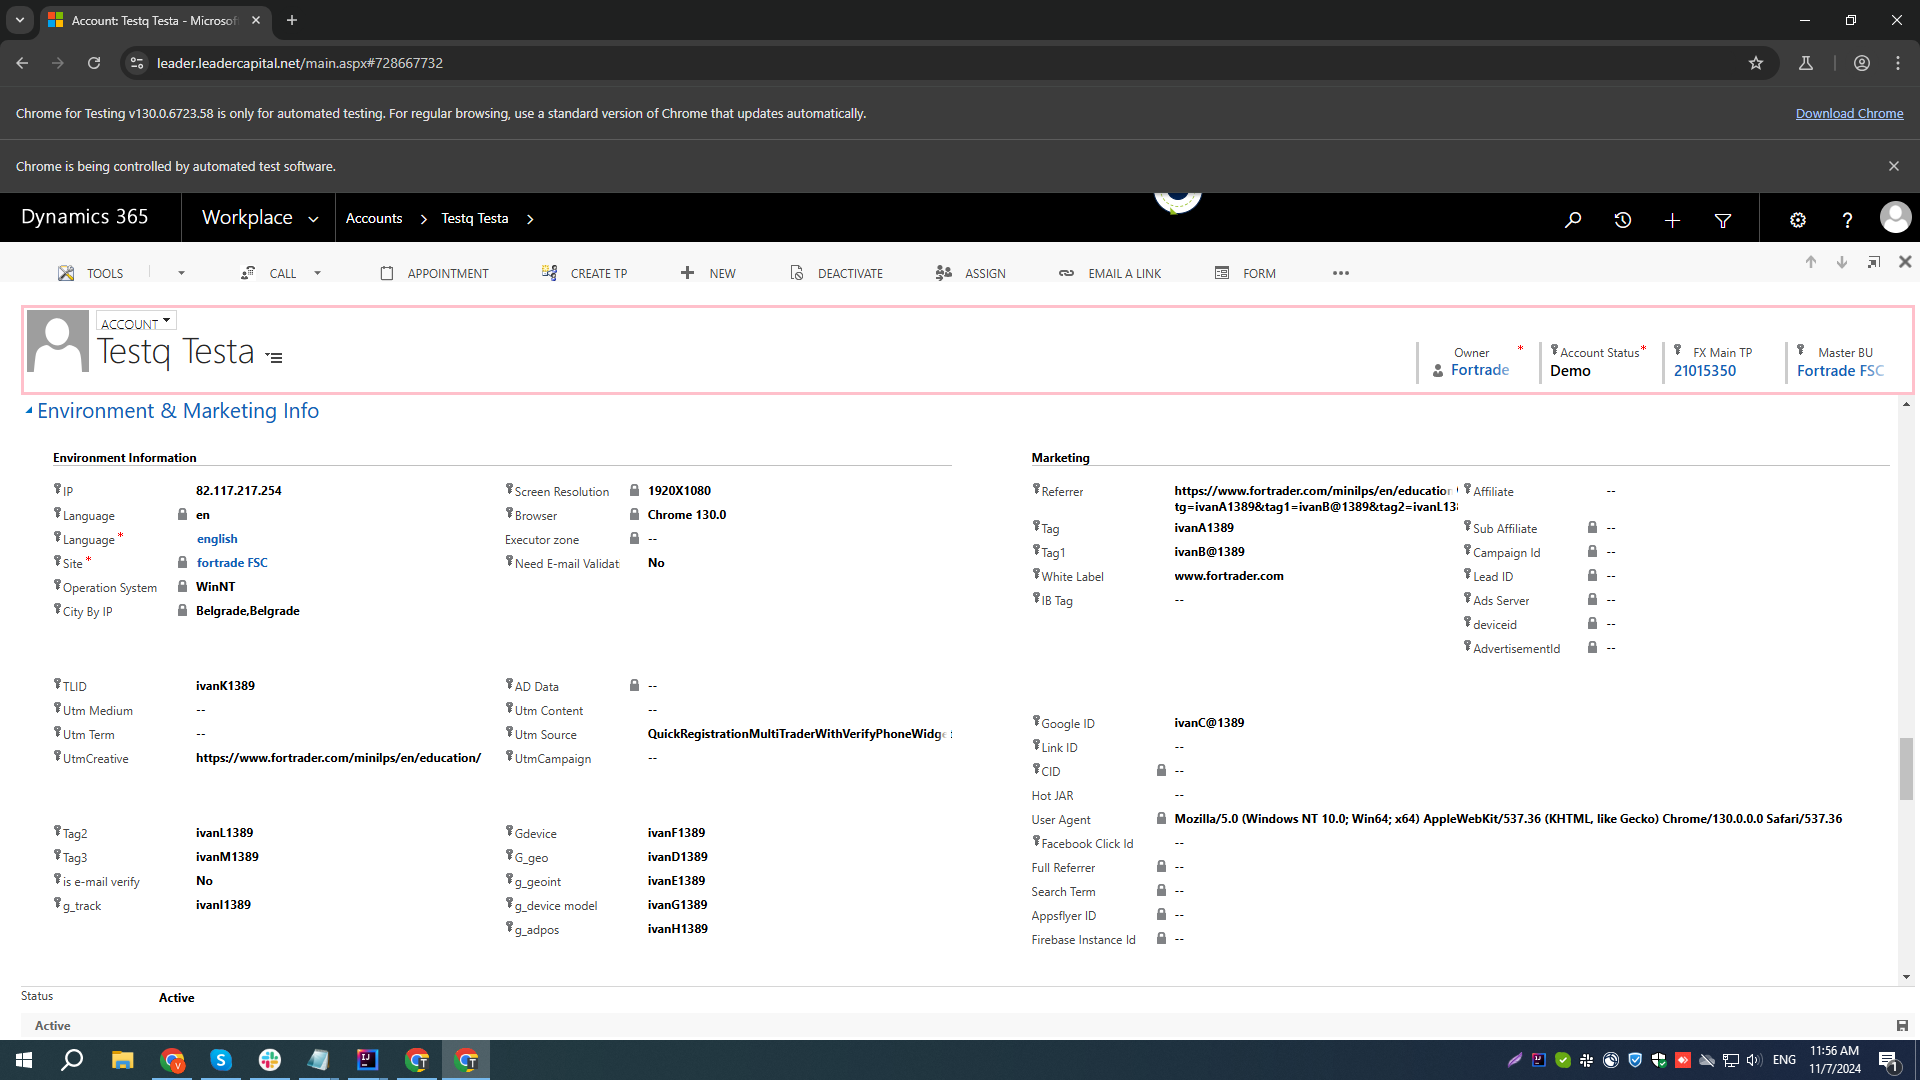 Account: Testq Testa - Microsof
leader.leadercapital.net/main.aspx#728667732
Chrome for Testing v130.0.6723.58 is only for automated testing. For regular browsing, use a standard version of Chrome that updates automatically.
Download Chrome
Chrome is being controlled by automated test software.
Dynamics 365
Workplace
Accounts
Testq Testa
TOOLS
CALL
APPOINTMENT
CREATE TP
NEW
DEACTIVATE
ASSIGN
EMAIL A LINK
FORM
ACCOUNT
Testq Testa
Owner *
Fortrade
Account Status*
Demo
FX Main TP
21015350
Master BU
Fortrade FSC
Environment & Marketing Info
Environment Information
IP 82.117.217.254
Language en
Language* english
Site* fortrade FSC
Operation System WinNT
City By IP Belgrade,Belgrade
Screen Resolution 1920X1080
Browser Chrome 130.0
Executor zone --
Need E-mail Validat No
TLID ivanK1389
Utm Medium --
Utm Term --
UtmCreative https://www.fortrader.com/minilps/en/education/
AD Data --
Utm Content --
Utm Source QuickRegistrationMultiTraderWithVerifyPhoneWidge
UtmCampaign --
Tag2 ivanL1389
Tag3 ivanM1389
is e-mail verify No
g_track ivanI1389
Gdevice ivanF1389
G_geo ivanD1389
g_geoint ivanE1389
g_device model ivanG1389
g_adpos ivanH1389
Marketing
Referrer https://www.fortrader.com/minilps/en/education
tg=ivanA1389&tag1=ivanB@1389&tag2=ivanL138
Tag ivanA1389
Tag1 ivanB@1389
White Label www.fortrader.com
IB Tag --
Affiliate --
Sub Affiliate --
Campaign Id --
Lead ID --
Ads Server --
deviceid --
AdvertisementId --
Google ID ivanC@1389
Link ID --
CID --
Hot JAR --
User Agent Mozilla/5.0 (Windows NT 10.0; Win64; x64) AppleWebKit/537.36 (KHTML, like Gecko) Chrome/130.0.0.0 Safari/537.36
Facebook Click Id --
Full Referrer --
Search Term --
Appsflyer ID --
Firebase Instance Id --
Status Active
Active
ENG
11:56 AM
11/7/2024
1